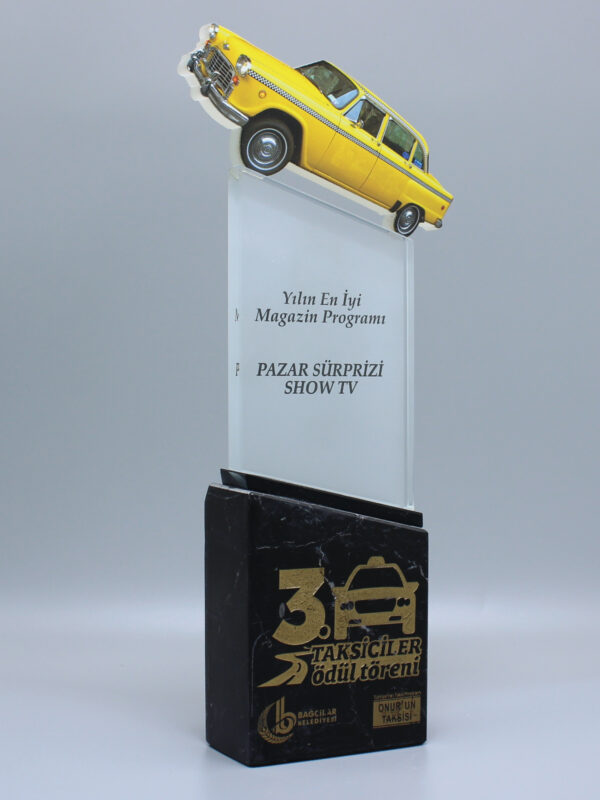 Yılın En İyi
Magazin Programı
PAZAR SÜRPRİZİ
SHOW TV
3.
TAKSİCİLER
ödül töreni
BAĞCILAR
BELEDİYESİ
ONUR'UN
TAKSİSİ